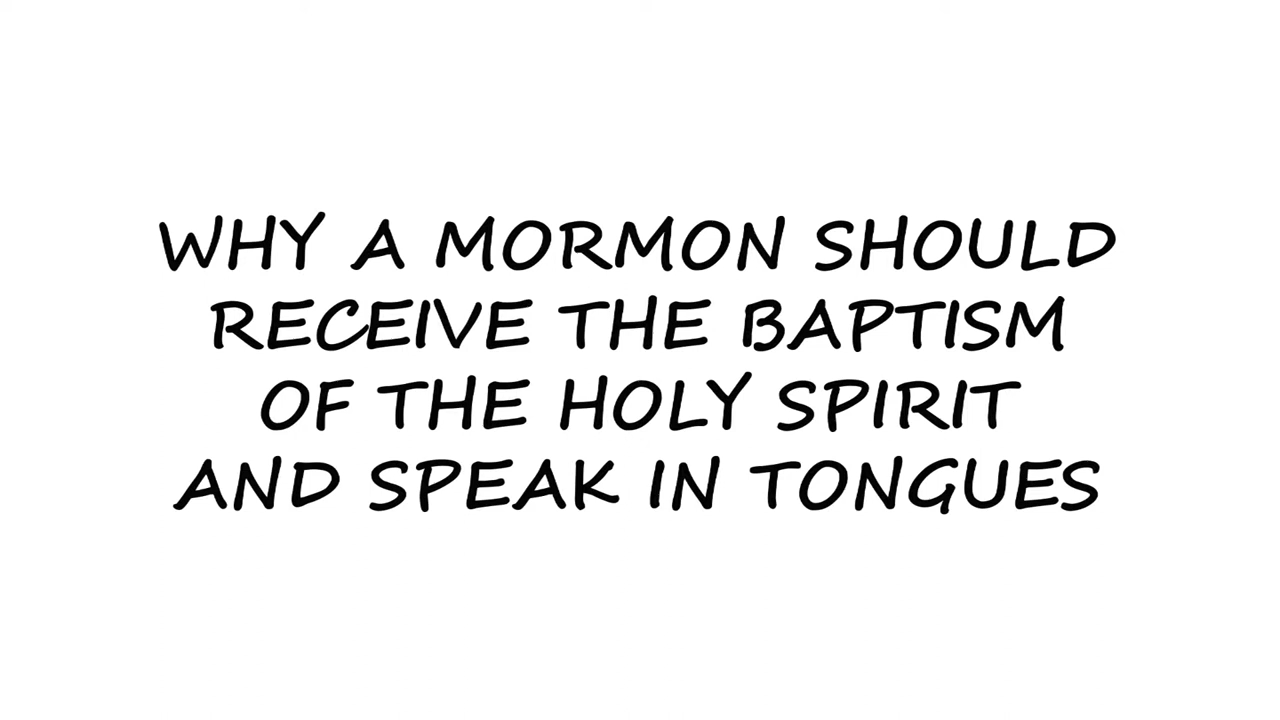 WHY A MORMON SHOULD
RECEIVE THE BAPTISM
OF THE HOLY SPIRIT
AND SPEAK IN TONGUES